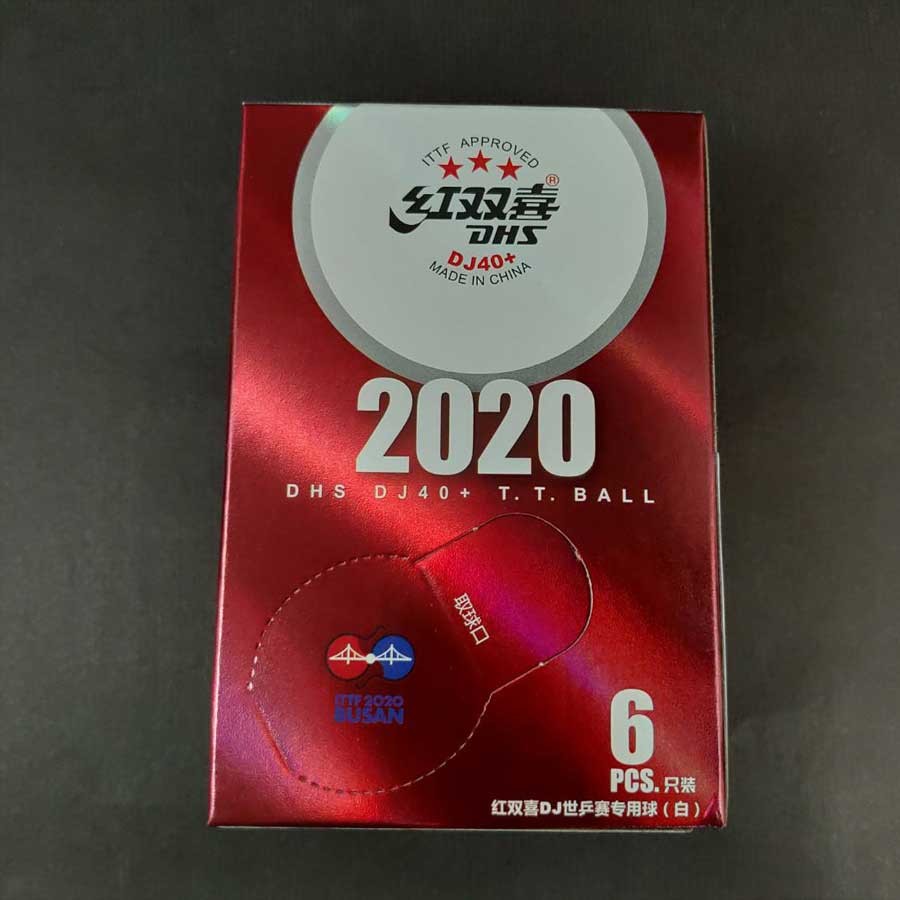 ITTF APPROVED
红双喜®
DHS
DJ40+
MADE IN CHINA
2020
DHS DJ40+ T.T. BALL
取球口
ITTF 2020
BUSAN
6
PCS. 只装
红双喜DJ世乒赛专用球（白）